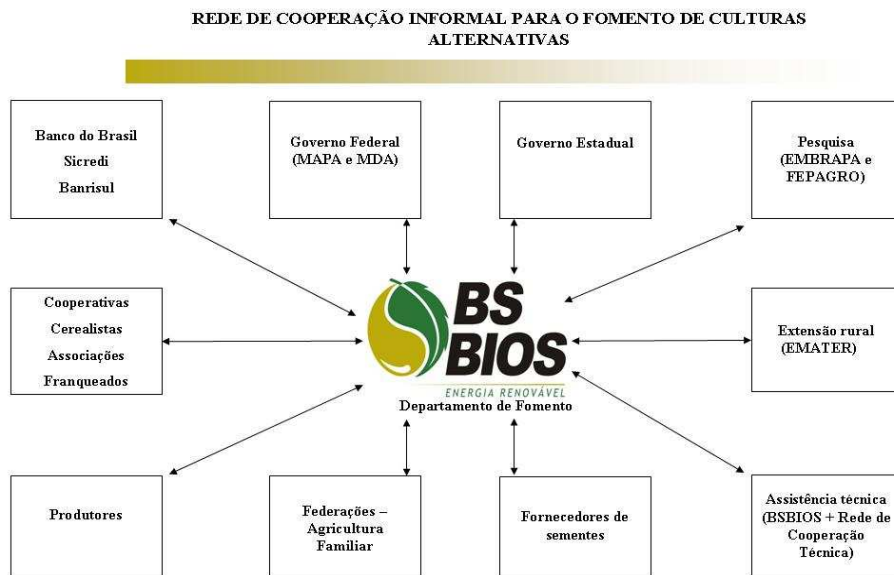 REDE DE COOPERAÇÃO INFORMAL PARA O FOMENTO DE CULTURAS
ALTERNATIVAS
Banco do Brasil
Sicredi
Banrisul
Governo Federal
(MAPA e MDA)
Governo Estadual
Pesquisa
(EMBRAPA e
FEPAGRO)
Cooperativas
Cerealistas
Associações
Franqueados
BS
BIOS
ENERGIA RENOVÁVEL
Departamento de Fomento
Extensão rural
(EMATER)
Produtores
Federações –
Agricultura
Familiar
Fornecedores de
sementes
Assistência técnica
(BSBIOS + Rede de
Cooperação
Técnica)